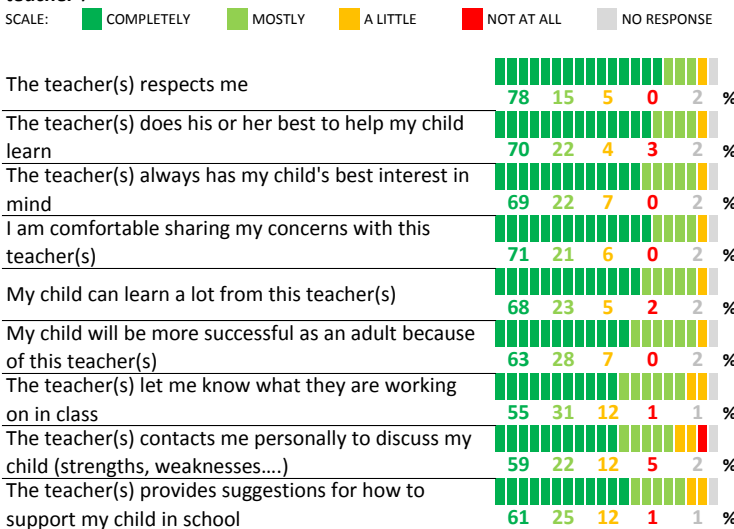 SCALE: COMPLETELY MOSTLY A LITTLE NOT AT ALL NO RESPONSE
The teacher(s) respects me
78 15 5 0 2 %
The teacher(s) does his or her best to help my child
learn
70 22 4 3 2 %
The teacher(s) always has my child's best interest in
mind
69 22 7 0 2 %
I am comfortable sharing my concerns with this
teacher(s)
71 21 6 0 2 %
My child can learn a lot from this teacher(s)
68 23 5 2 2 %
My child will be more successful as an adult because
of this teacher(s)
63 28 7 0 2 %
The teacher(s) let me know what they are working
on in class
55 31 12 1 1 %
The teacher(s) contacts me personally to discuss my
child (strengths, weaknesses....)
59 22 12 5 2 %
The teacher(s) provides suggestions for how to
support my child in school
61 25 12 1 1 %